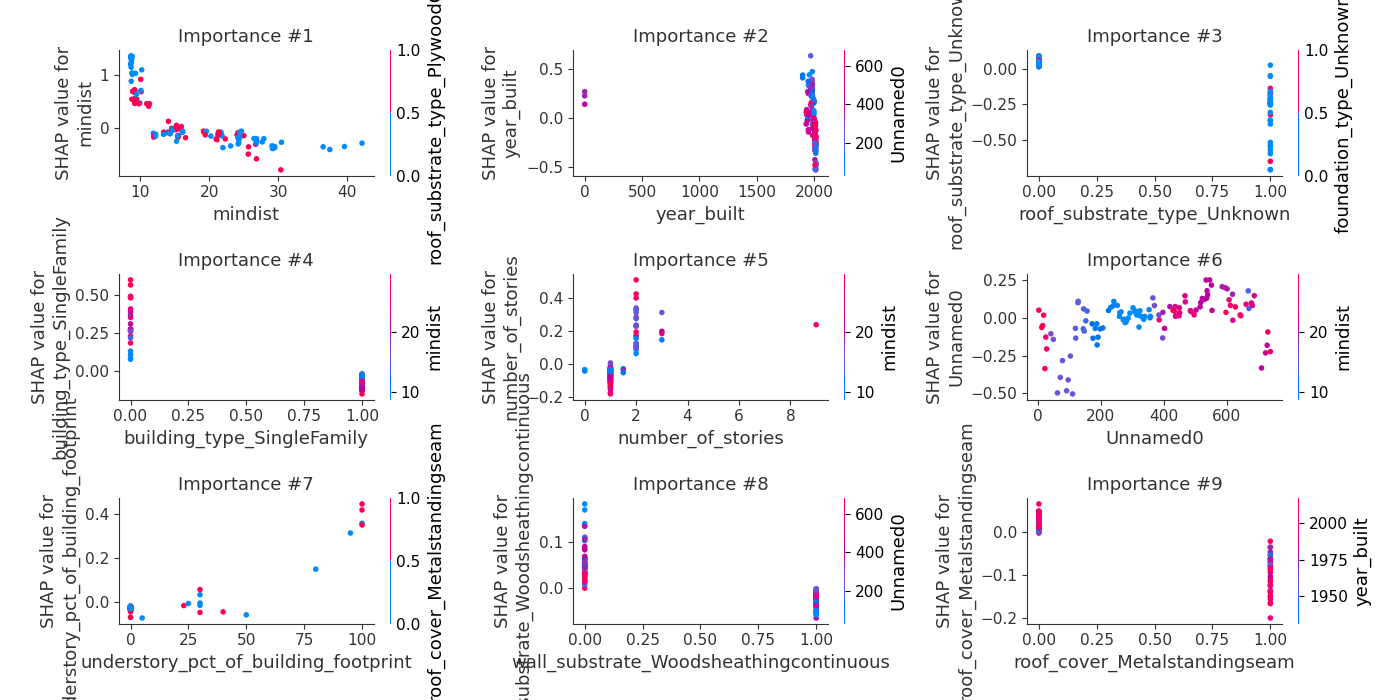 Importance #1
SHAP value for
mindist
1
0
10
20
30
40
mindist
1.0
0.5
0.0
Importance #2
SHAP value for
year_built
0.5
0.0
−0.5
0
500
1000
1500
2000
year_built
600
400
200
Unnamed0
Importance #3
SHAP value for
roof_substrate_type_Unknown
0.00
−0.25
−0.50
0.00
0.25
0.50
0.75
1.00
roof_substrate_type_Unknown
1.0
0.5
0.0
foundation_type_Unknown
Importance #4
SHAP value for
building_type_SingleFamily
0.50
0.25
0.00
0.00
0.25
0.50
0.75
1.00
building_type_SingleFamily
20
10
mindist
Importance #5
SHAP value for
number_of_stories
0.4
0.2
0.0
−0.2
0
2
4
6
8
number_of_stories
20
10
mindist
Importance #6
SHAP value for
Unnamed0
0.25
0.00
−0.25
−0.50
0
200
400
600
Unnamed0
20
10
mindist
Importance #7
SHAP value for
0.4
0.2
0.0
0
25
50
75
100
understory_pct_of_building_footprint
1.0
0.5
0.0
roof_cover_Metalstandingseam
Importance #8
SHAP value for
0.1
0.0
0.00
0.25
0.50
0.75
1.00
wall_substrate_Woodsheathingcontinuous
600
400
200
Unnamed0
Importance #9
SHAP value for
roof_cover_Metalstandingseam
0.0
−0.1
−0.2
0.00
0.25
0.50
0.75
1.00
roof_cover_Metalstandingseam
2000
1975
1950
year_built